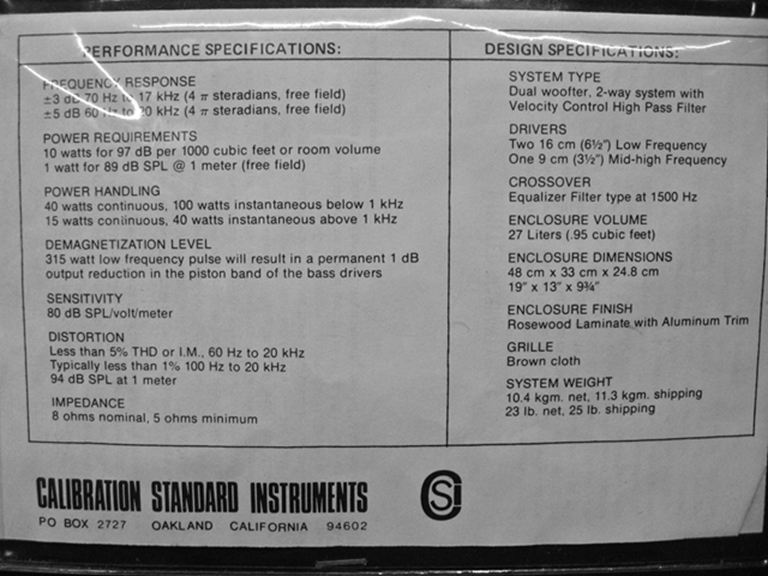 PERFORMANCE SPECIFICATIONS:
FREQUENCY RESPONSE
±3 dB 70 Hz to 17 kHz (4 π steradians, free field)
±5 dB 60 Hz to 20 kHz (4 π steradians, free field)
POWER REQUIREMENTS
10 watts for 97 dB per 1000 cubic feet or room volume
1 watt for 89 dB SPL @ 1 meter (free field)
POWER HANDLING
40 watts continuous, 100 watts instantaneous below 1 kHz
15 watts continuous, 40 watts instantaneous above 1 kHz
DEMAGNETIZATION LEVEL
315 watt low frequency pulse will result in a permanent 1 dB
output reduction in the piston band of the bass drivers
SENSITIVITY
80 dB SPL/volt/meter
DISTORTION
Less than 5% THD or I.M., 60 Hz to 20 kHz
Typically less than 1% 100 Hz to 20 kHz
94 dB SPL at 1 meter
IMPEDANCE
8 ohms nominal, 5 ohms minimum
DESIGN SPECIFICATIONS:
SYSTEM TYPE
Dual woofter, 2-way system with
Velocity Control High Pass Filter
DRIVERS
Two 16 cm (6½") Low Frequency
One 9 cm (3½") Mid-high Frequency
CROSSOVER
Equalizer Filter type at 1500 Hz
ENCLOSURE VOLUME
27 Liters (.95 cubic feet)
ENCLOSURE DIMENSIONS
48 cm x 33 cm x 24.8 cm
19" x 13" x 9¾"
ENCLOSURE FINISH
Rosewood Laminate with Aluminum Trim
GRILLE
Brown cloth
SYSTEM WEIGHT
10.4 kgm. net, 11.3 kgm. shipping
23 lb. net, 25 lb. shipping
CALIBRATION STANDARD INSTRUMENTS
PO BOX 2727 OAKLAND CALIFORNIA 94602
CSI